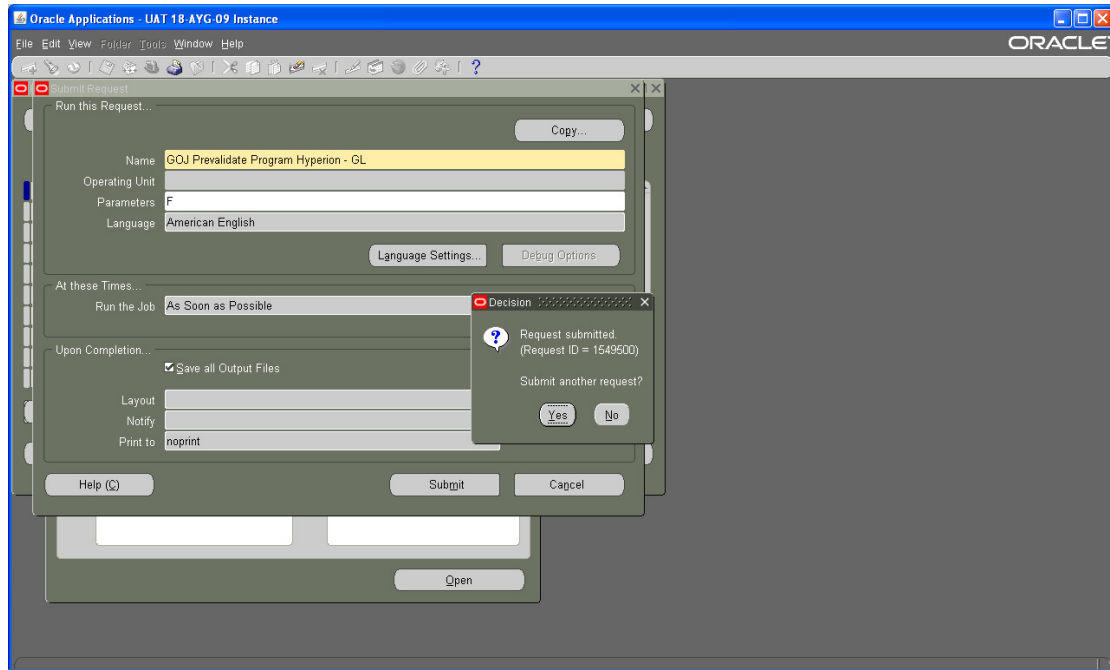 Oracle Applications - UAT 18-AYG-09 Instance
File Edit View Folder Tools Window Help
ORACLE
Submit Request
Run this Request...
Copy...
Name GOJ Prevalidate Program Hyperion - GL
Operating Unit
Parameters F
Language American English
Language Settings... Debug Options
At these Times...
Run the Job As Soon as Possible
Decision
Request submitted.
(Request ID = 1549500)
Submit another request?
Yes No
Upon Completion...
Save all Output Files
Layout
Notify
Print to noprint
Help (C) Submit Cancel
Open